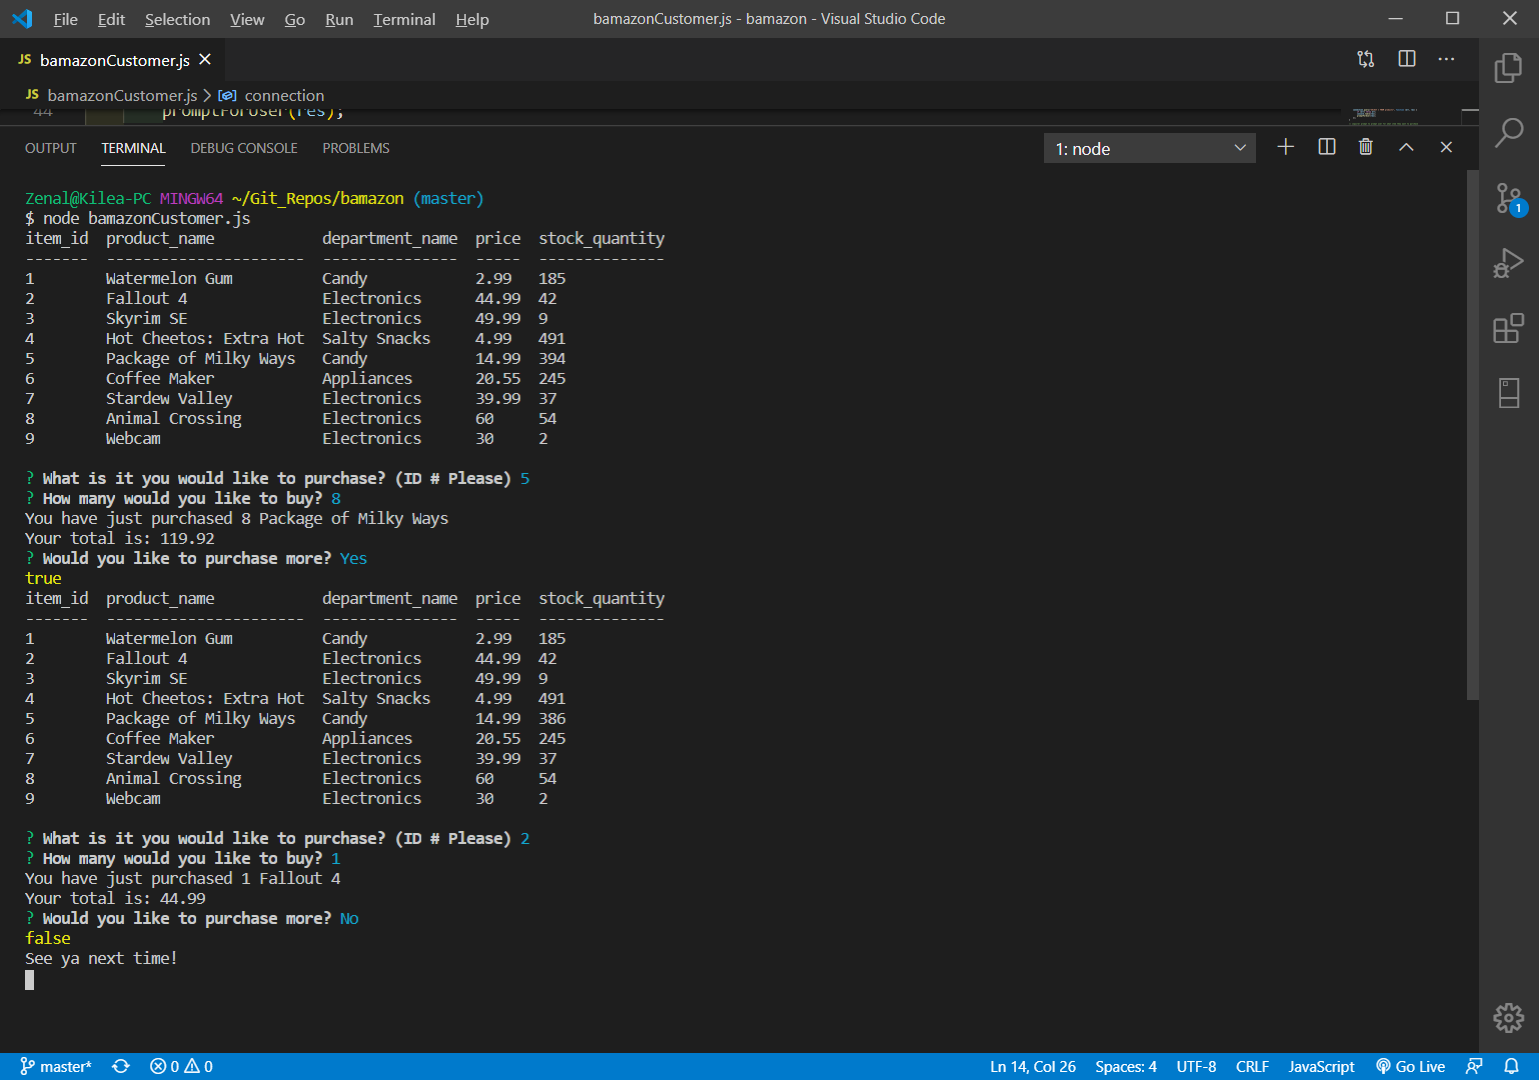 File Edit Selection View Go Run Terminal Help bamazonCustomer.js - bamazon - Visual Studio Code
JS bamazonCustomer.js
JS bamazonCustomer.js > connection
44 promptForUser(res);
OUTPUT TERMINAL DEBUG CONSOLE PROBLEMS 1: node
Zenal@Kilea-PC MINGW64 ~/Git_Repos/bamazon (master)
$ node bamazonCustomer.js
item_id product_name department_name price stock_quantity
------- ---------------------- --------------- ----- --------------
1 Watermelon Gum Candy 2.99 185
2 Fallout 4 Electronics 44.99 42
3 Skyrim SE Electronics 49.99 9
4 Hot Cheetos: Extra Hot Salty Snacks 4.99 491
5 Package of Milky Ways Candy 14.99 394
6 Coffee Maker Appliances 20.55 245
7 Stardew Valley Electronics 39.99 37
8 Animal Crossing Electronics 60 54
9 Webcam Electronics 30 2
? What is it you would like to purchase? (ID # Please) 5
? How many would you like to buy? 8
You have just purchased 8 Package of Milky Ways
Your total is: 119.92
? Would you like to purchase more? Yes
true
item_id product_name department_name price stock_quantity
------- ---------------------- --------------- ----- --------------
1 Watermelon Gum Candy 2.99 185
2 Fallout 4 Electronics 44.99 42
3 Skyrim SE Electronics 49.99 9
4 Hot Cheetos: Extra Hot Salty Snacks 4.99 491
5 Package of Milky Ways Candy 14.99 386
6 Coffee Maker Appliances 20.55 245
7 Stardew Valley Electronics 39.99 37
8 Animal Crossing Electronics 60 54
9 Webcam Electronics 30 2
? What is it you would like to purchase? (ID # Please) 2
? How many would you like to buy? 1
You have just purchased 1 Fallout 4
Your total is: 44.99
? Would you like to purchase more? No
false
See ya next time!
1
master* 0 0 Ln 14, Col 26 Spaces: 4 UTF-8 CRLF JavaScript Go Live